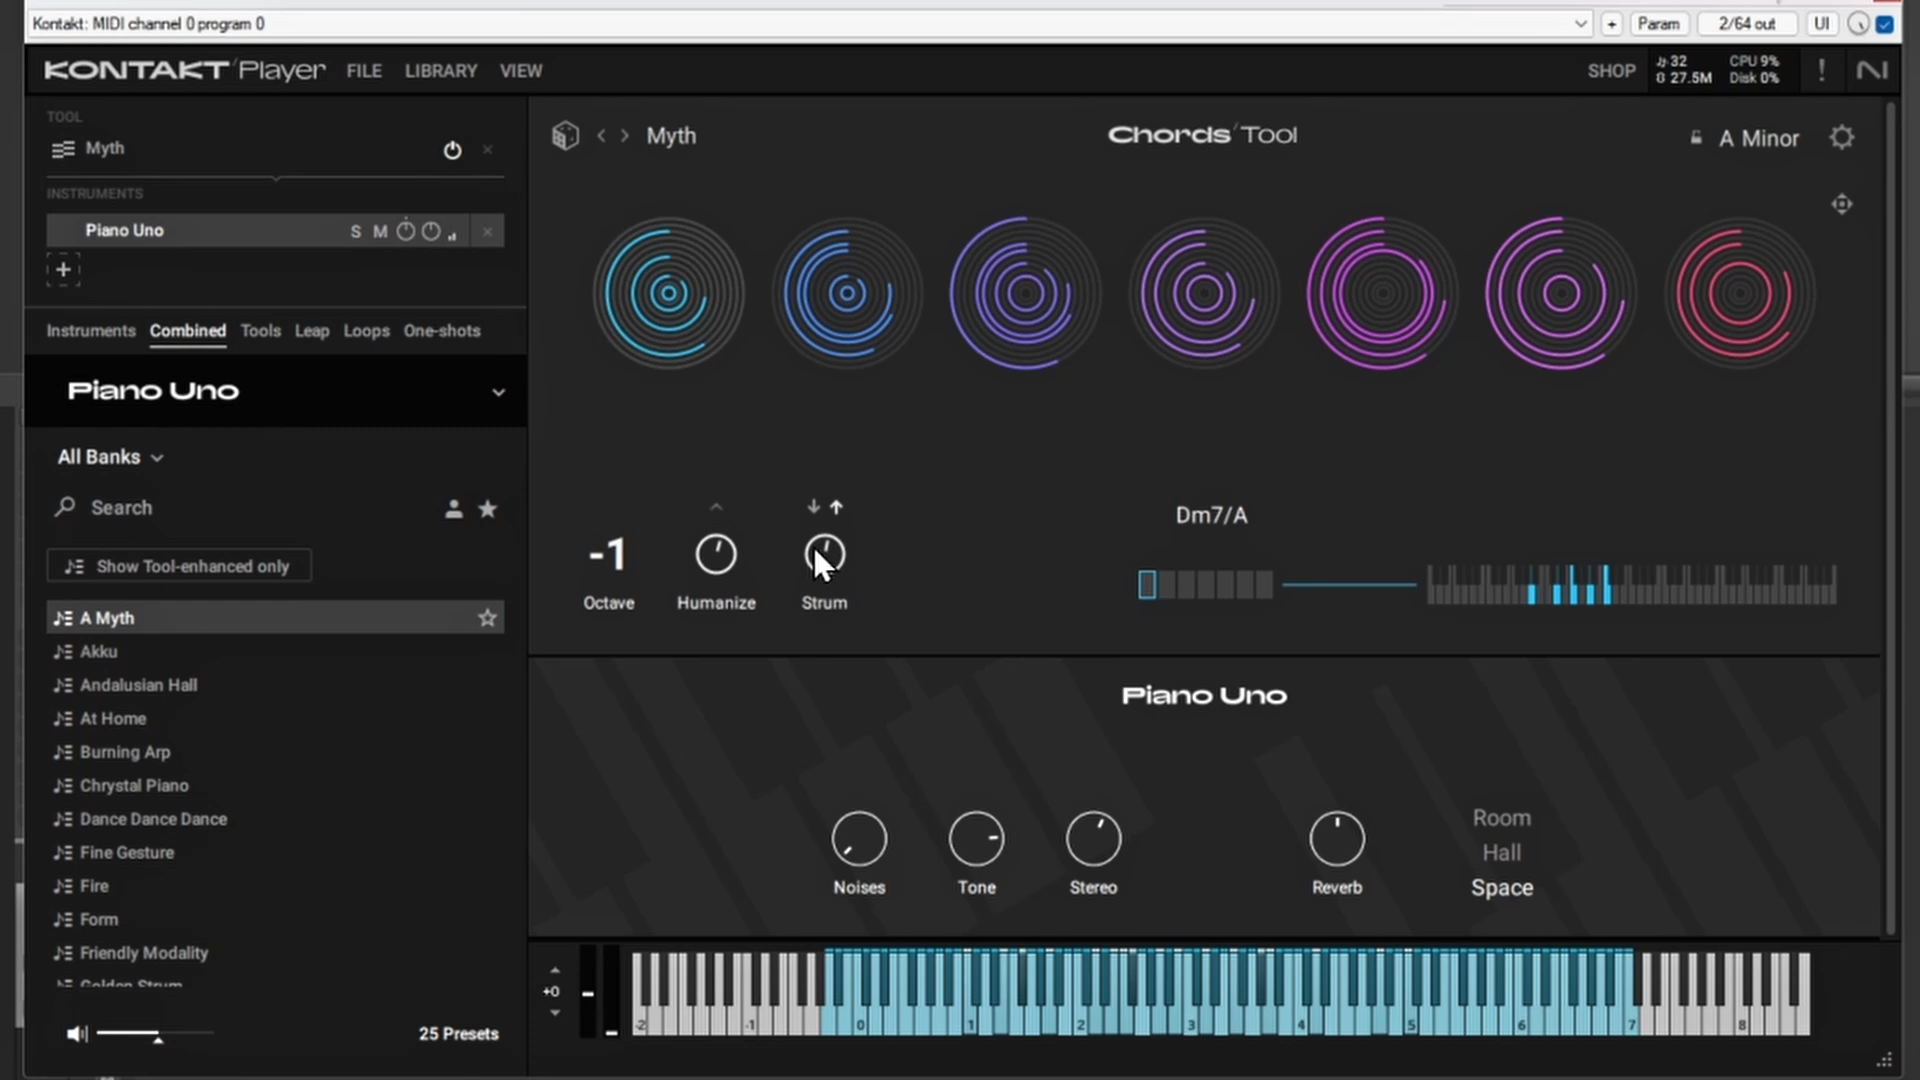 Kontakt: MIDI channel 0 program 0
+ Param 2/64 out UI
KONTAKT Player FILE LIBRARY VIEW SHOP
32 CPU 9%
27.5M Disk 0%
TOOL
Myth
INSTRUMENTS
Piano Uno S M
Instruments Combined Tools Leap Loops One-shots
Piano Uno
All Banks
Search
Show Tool-enhanced only
A Myth
Akku
Andalusian Hall
At Home
Burning Arp
Chrystal Piano
Dance Dance Dance
Fine Gesture
Fire
Form
Friendly Modality
Golden Strum
25 Presets
Myth
Chords Tool
A Minor
-1
Octave Humanize Strum
Dm7/A
Piano Uno
Noises Tone Stereo Reverb
Room
Hall
Space
+0
-2 -1 0 1 2 3 4 5 6 7 8